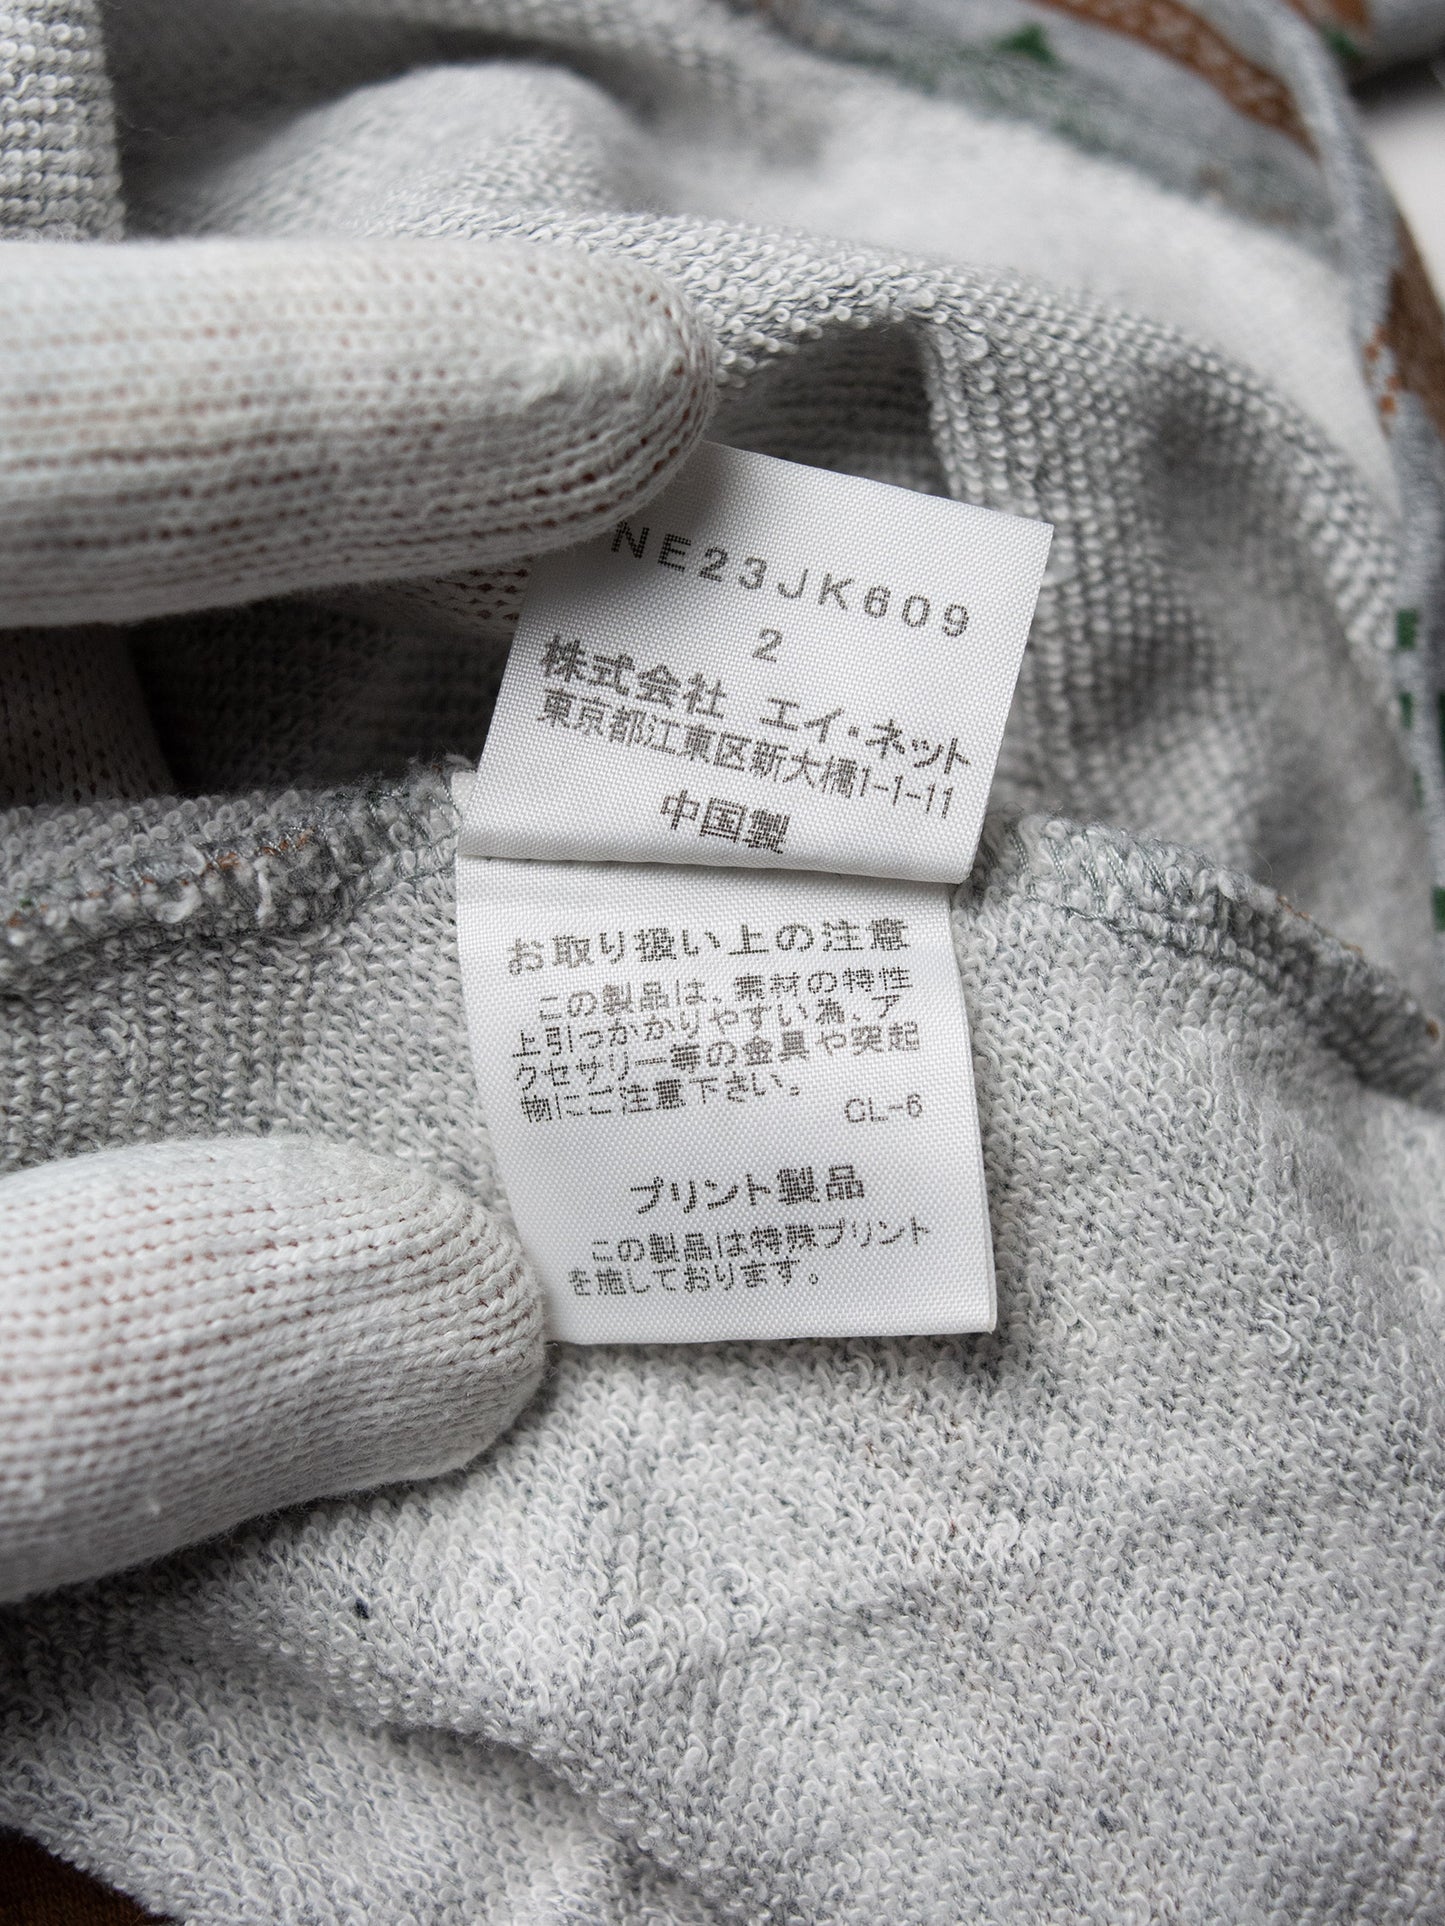 NE23JK609
2
株式会社 エイ・ネット
東京都江東区新大橋1-1-11
中国製
お取り扱い上の注意
この製品は、素材の特性
上引っかかりやすい為、ア
クセサリー等の金具や突起
物にご注意下さい。
CL-6
プリント製品
この製品は特殊プリント
を施しております。